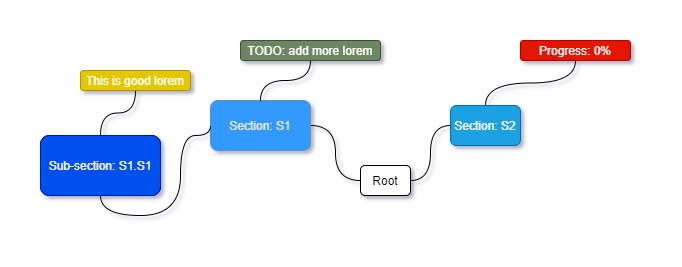 TODO: add more lorem
Progress: 0%
This is good lorem
Section: S1
Section: S2
Sub-section: S1.S1
Root